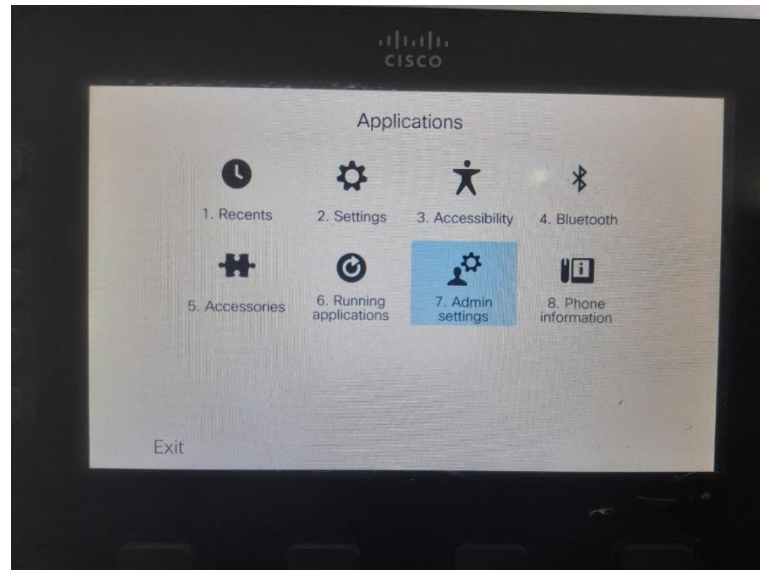 CISCO
Applications
1. Recents
2. Settings
3. Accessibility
4. Bluetooth
5. Accessories
6. Running
applications
7. Admin
settings
8. Phone
information
Exit